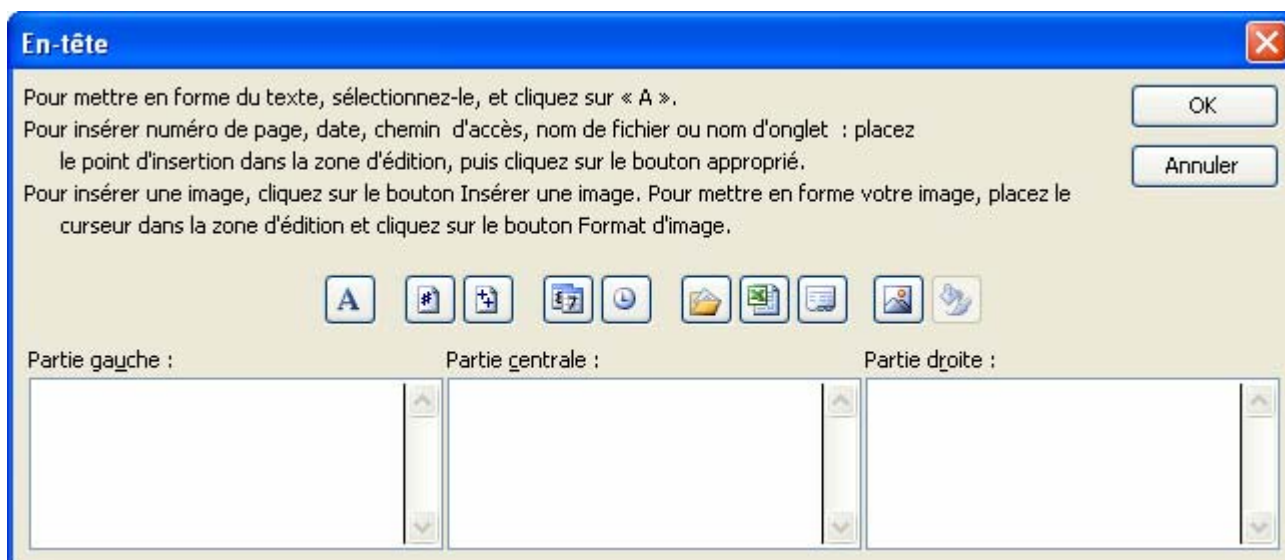 En-tête
Pour mettre en forme du texte, sélectionnez-le, et cliquez sur « A ».
Pour insérer numéro de page, date, chemin d'accès, nom de fichier ou nom d'onglet : placez
le point d'insertion dans la zone d'édition, puis cliquez sur le bouton approprié.
Pour insérer une image, cliquez sur le bouton Insérer une image. Pour mettre en forme votre image, placez le
curseur dans la zone d'édition et cliquez sur le bouton Format d'image.
OK
Annuler
A
Partie gauche :
Partie centrale :
Partie droite :